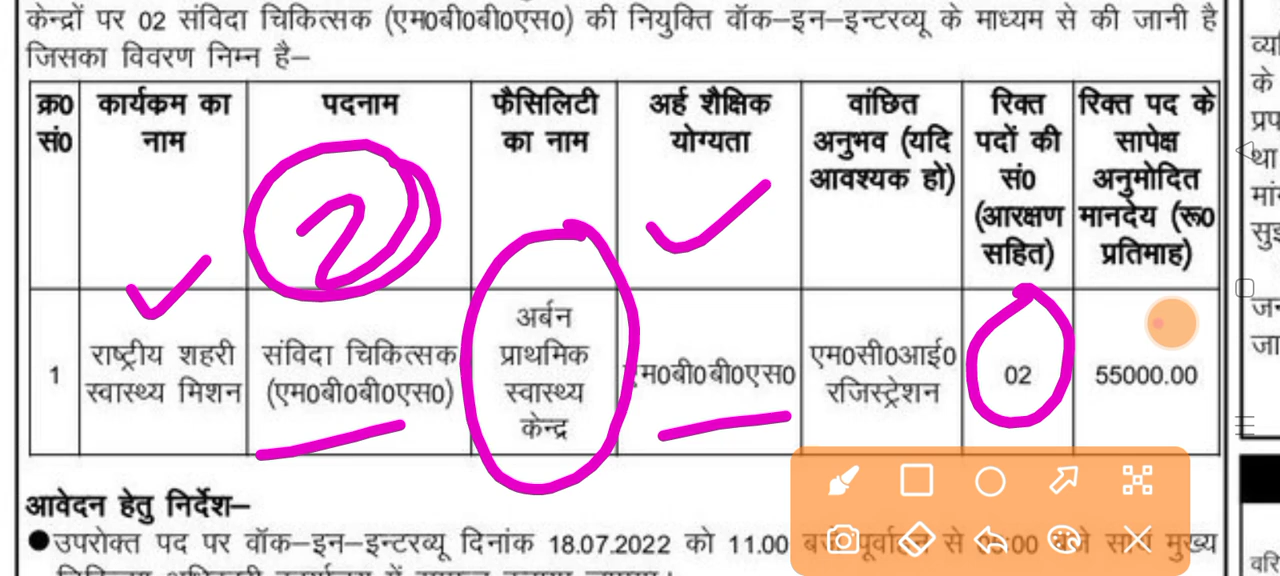 केन्द्रों पर 02 संविदा चिकित्सक (एम0बी0बी0एस0) की नियुक्ति वॉक–इन–इन्टरव्यू के माध्यम से की जानी है
जिसका विवरण निम्न है–
क्र0 सं0
कार्यक्रम का नाम
पदनाम
फैसिलिटी का नाम
अर्ह शैक्षिक योग्यता
वांछित अनुभव (यदि आवश्यक हो)
रिक्त पदों की सं0 (आरक्षण सहित)
रिक्त पद के सापेक्ष अनुमोदित मानदेय (रू0 प्रतिमाह)
2
1
राष्ट्रीय शहरी स्वास्थ्य मिशन
संविदा चिकित्सक (एम0बी0बी0एस0)
अर्बन प्राथमिक स्वास्थ्य केन्द्र
एम0बी0बी0एस0
एम0सी0आई0 रजिस्ट्रेशन
02
55000.00
आवेदन हेतु निर्देश–
●उपरोक्त पद पर वॉक–इन–इन्टरव्यू दिनांक 18.07.2022 को 11.00 बजे पूर्वाहन से मुख्य
के